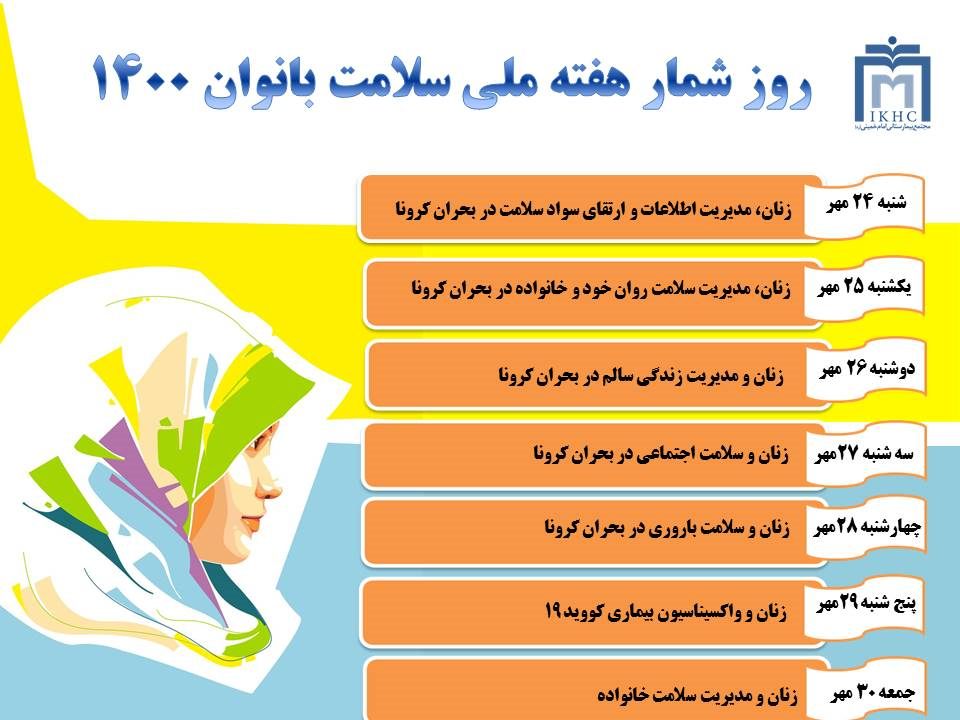 روز شمار هفته ملی سلامت بانوان ۱۴۰۰
IKHC
مجتمع بیمارستانی امام خمینی (ره)
شنبه ۲۴ مهر
زنان، مدیریت اطلاعات و ارتقای سواد سلامت در بحران کرونا
یکشنبه ۲۵ مهر
زنان، مدیریت سلامت روان خود و خانواده در بحران کرونا
دوشنبه ۲۶ مهر
زنان و مدیریت زندگی سالم در بحران کرونا
سه شنبه ۲۷مهر
زنان و سلامت اجتماعی در بحران کرونا
چهارشنبه ۲۸مهر
زنان و سلامت باروری در بحران کرونا
پنج شنبه ۲۹مهر
زنان و واکسیناسیون بیماری کووید ۱۹
جمعه ۳۰ مهر
زنان و مدیریت سلامت خانواده